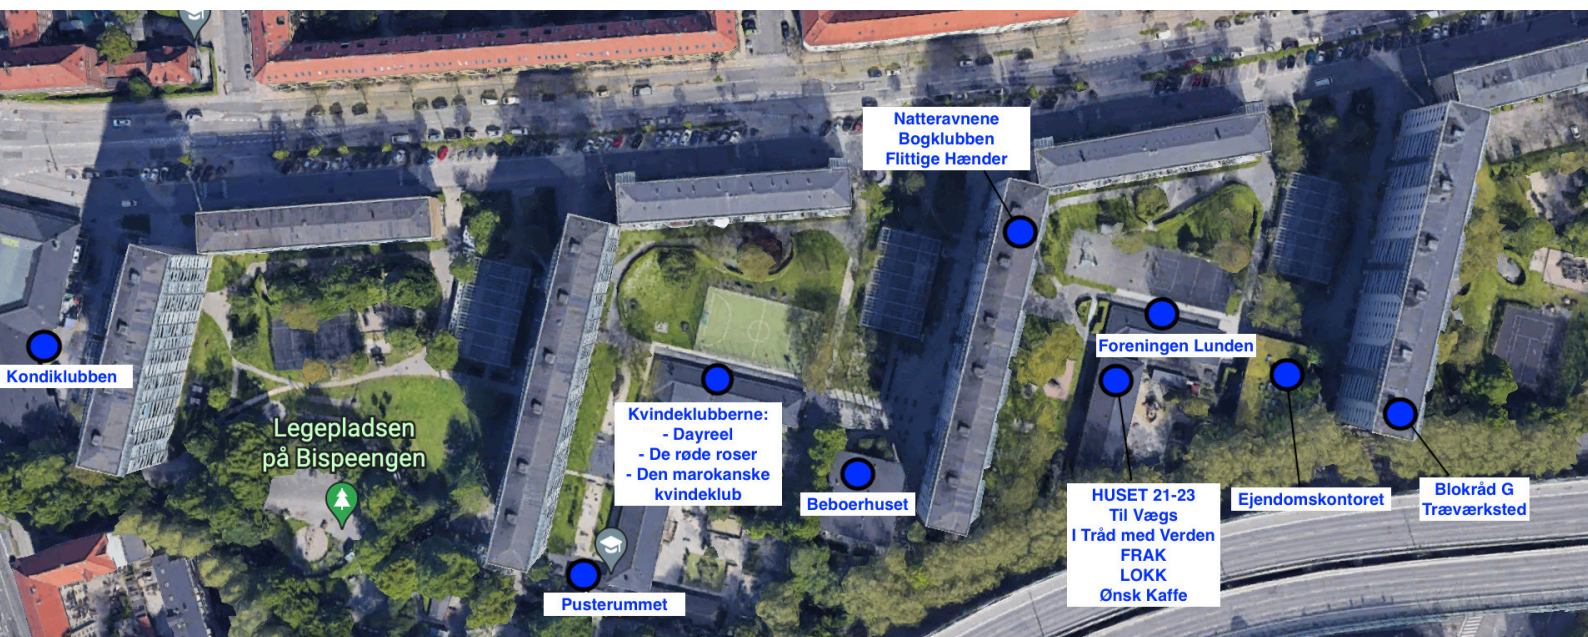 Natteravnene
Bogklubben
Flittige Hænder
Kondiklubben
Foreningen Lunden
Legepladsen
på Bispeengen
Kvindeklubberne:
- Dayreel
- De røde roser
- Den marokanske
kvindeklub
Beboerhuset
Pusterummet
HUSET 21-23
Til Vægs
I Tråd med Verden
FRAK
LOKK
Ønsk Kaffe
Ejendomskontoret
Blokråd G
Træværksted